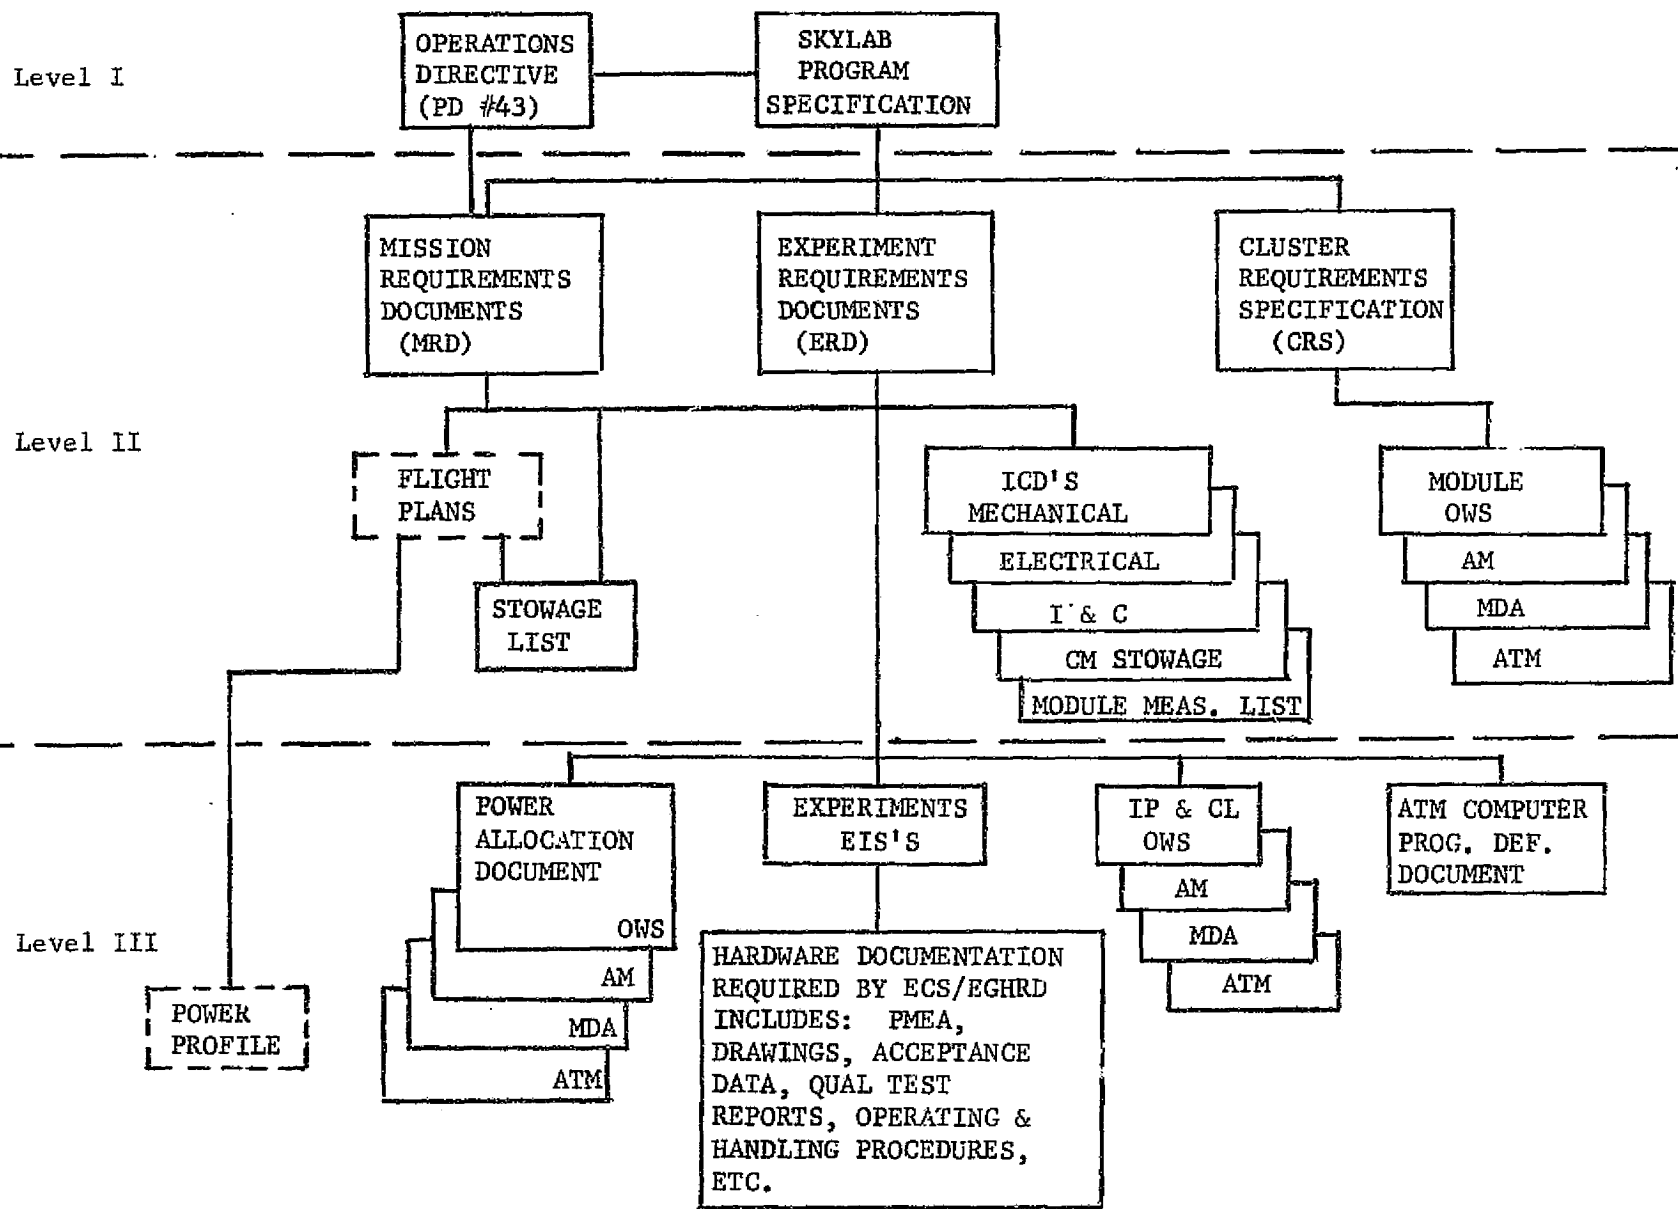 Level I
OPERATIONS
DIRECTIVE
(PD #43)
SKYLAB
PROGRAM
SPECIFICATION
MISSION
REQUIREMENTS
DOCUMENTS
(MRD)
EXPERIMENT
REQUIREMENTS
DOCUMENTS
(ERD)
CLUSTER
REQUIREMENTS
SPECIFICATION
(CRS)
Level II
FLIGHT
PLANS
STOWAGE
LIST
ICD'S
MECHANICAL
ELECTRICAL
I & C
CM STOWAGE
MODULE MEAS. LIST
MODULE
OWS
AM
MDA
ATM
Level III
POWER
PROFILE
POWER
ALLOCATION
DOCUMENT
OWS
AM
MDA
ATM
EXPERIMENTS
EIS'S
HARDWARE DOCUMENTATION
REQUIRED BY ECS/EGHRD
INCLUDES: PMEA,
DRAWINGS, ACCEPTANCE
DATA, QUAL TEST
REPORTS, OPERATING &
HANDLING PROCEDURES,
ETC.
IP & CL
OWS
AM
MDA
ATM
ATM COMPUTER
PROG. DEF.
DOCUMENT